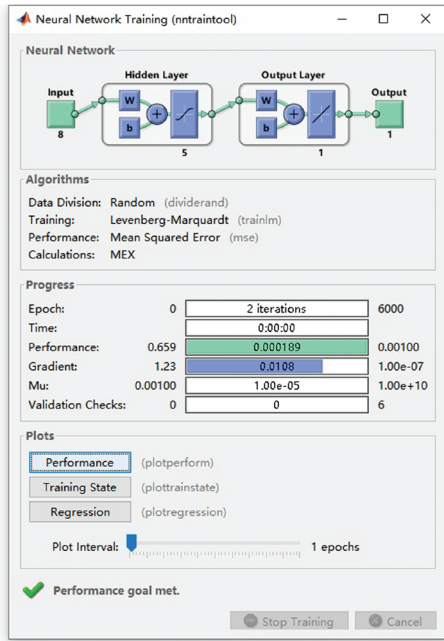 Neural Network Training (nntraintool)
Neural Network
Hidden Layer Output Layer
Input Output
W W
b b
8 1
5 1
Algorithms
Data Division: Random (dividerand)
Training: Levenberg-Marquardt (trainlm)
Performance: Mean Squared Error (mse)
Calculations: MEX
Progress
Epoch: 0 2 iterations 6000
Time: 0:00:00
Performance: 0.659 0.000189 0.00100
Gradient: 1.23 0.0108 1.00e-07
Mu: 0.00100 1.00e-05 1.00e+10
Validation Checks: 0 0 6
Plots
Performance (plotperform)
Training State (plottrainstate)
Regression (plotregression)
Plot Interval: 1 epochs
Performance goal met.
Stop Training Cancel